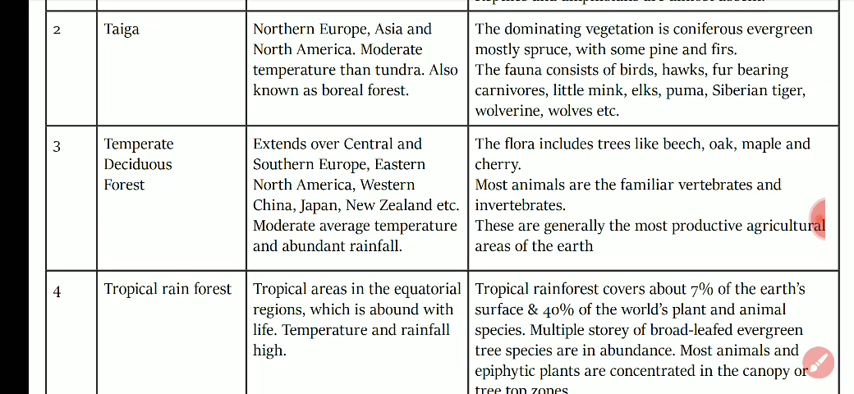 2
Taiga
Northern Europe, Asia and
North America. Moderate
temperature than tundra. Also
known as boreal forest.
The dominating vegetation is coniferous evergreen
mostly spruce, with some pine and firs.
The fauna consists of birds, hawks, fur bearing
carnivores, little mink, elks, puma, Siberian tiger,
wolverine, wolves etc.
3
Temperate
Deciduous
Forest
Extends over Central and
Southern Europe, Eastern
North America, Western
China, Japan, New Zealand etc.
Moderate average temperature
and abundant rainfall.
The flora includes trees like beech, oak, maple and
cherry.
Most animals are the familiar vertebrates and
invertebrates.
These are generally the most productive agricultural
areas of the earth
4
Tropical rain forest
Tropical areas in the equatorial
regions, which is abound with
life. Temperature and rainfall
high.
Tropical rainforest covers about 7% of the earth's
surface & 40% of the world's plant and animal
species. Multiple storey of broad-leafed evergreen
tree species are in abundance. Most animals and
epiphytic plants are concentrated in the canopy or
tree top zones